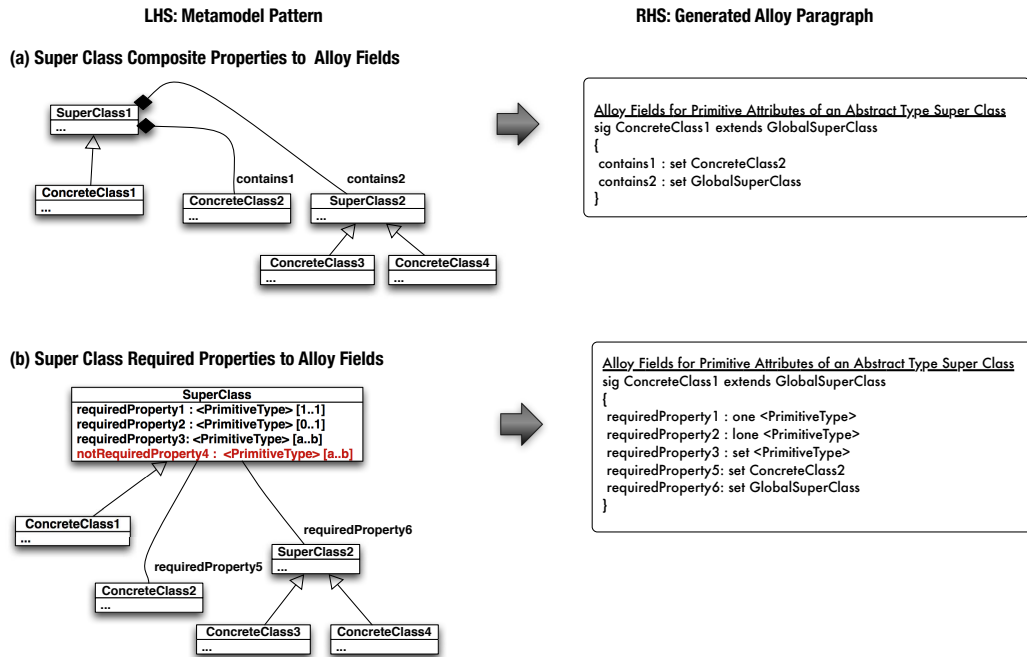 LHS: Metamodel Pattern
RHS: Generated Alloy Paragraph
(a) Super Class Composite Properties to Alloy Fields
SuperClass1
...
ConcreteClass1
...
contains1
ConcreteClass2
...
contains2
SuperClass2
...
ConcreteClass3
...
ConcreteClass4
...
Alloy Fields for Primitive Attributes of an Abstract Type Super Class
sig ConcreteClass1 extends GlobalSuperClass
{
contains1 : set ConcreteClass2
contains2 : set GlobalSuperClass
}
(b) Super Class Required Properties to Alloy Fields
SuperClass
requiredProperty1 : <PrimitiveType> [1..1]
requiredProperty2 : <PrimitiveType> [0..1]
requiredProperty3: <PrimitiveType> [a..b]
notRequiredProperty4 : <PrimitiveType> [a..b]
ConcreteClass1
...
requiredProperty5
ConcreteClass2
...
requiredProperty6
SuperClass2
...
ConcreteClass3
...
ConcreteClass4
...
Alloy Fields for Primitive Attributes of an Abstract Type Super Class
sig ConcreteClass1 extends GlobalSuperClass
{
requiredProperty1 : one <PrimitiveType>
requiredProperty2 : lone <PrimitiveType>
requiredProperty3 : set <PrimitiveType>
requiredProperty5: set ConcreteClass2
requiredProperty6: set GlobalSuperClass
}